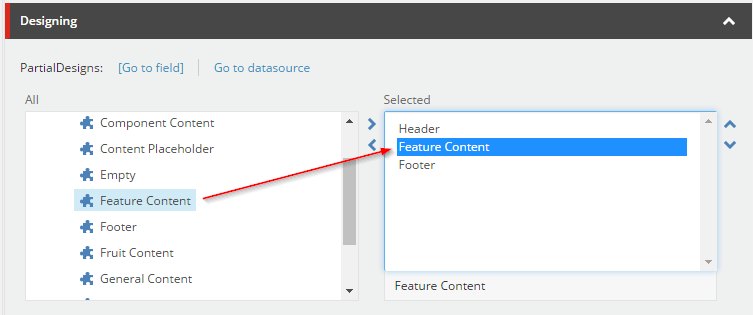 Designing
PartialDesigns: [Go to field] Go to datasource
All
Component Content
Content Placeholder
Empty
Feature Content
Footer
Fruit Content
General Content
Selected
Header
Feature Content
Footer
Feature Content